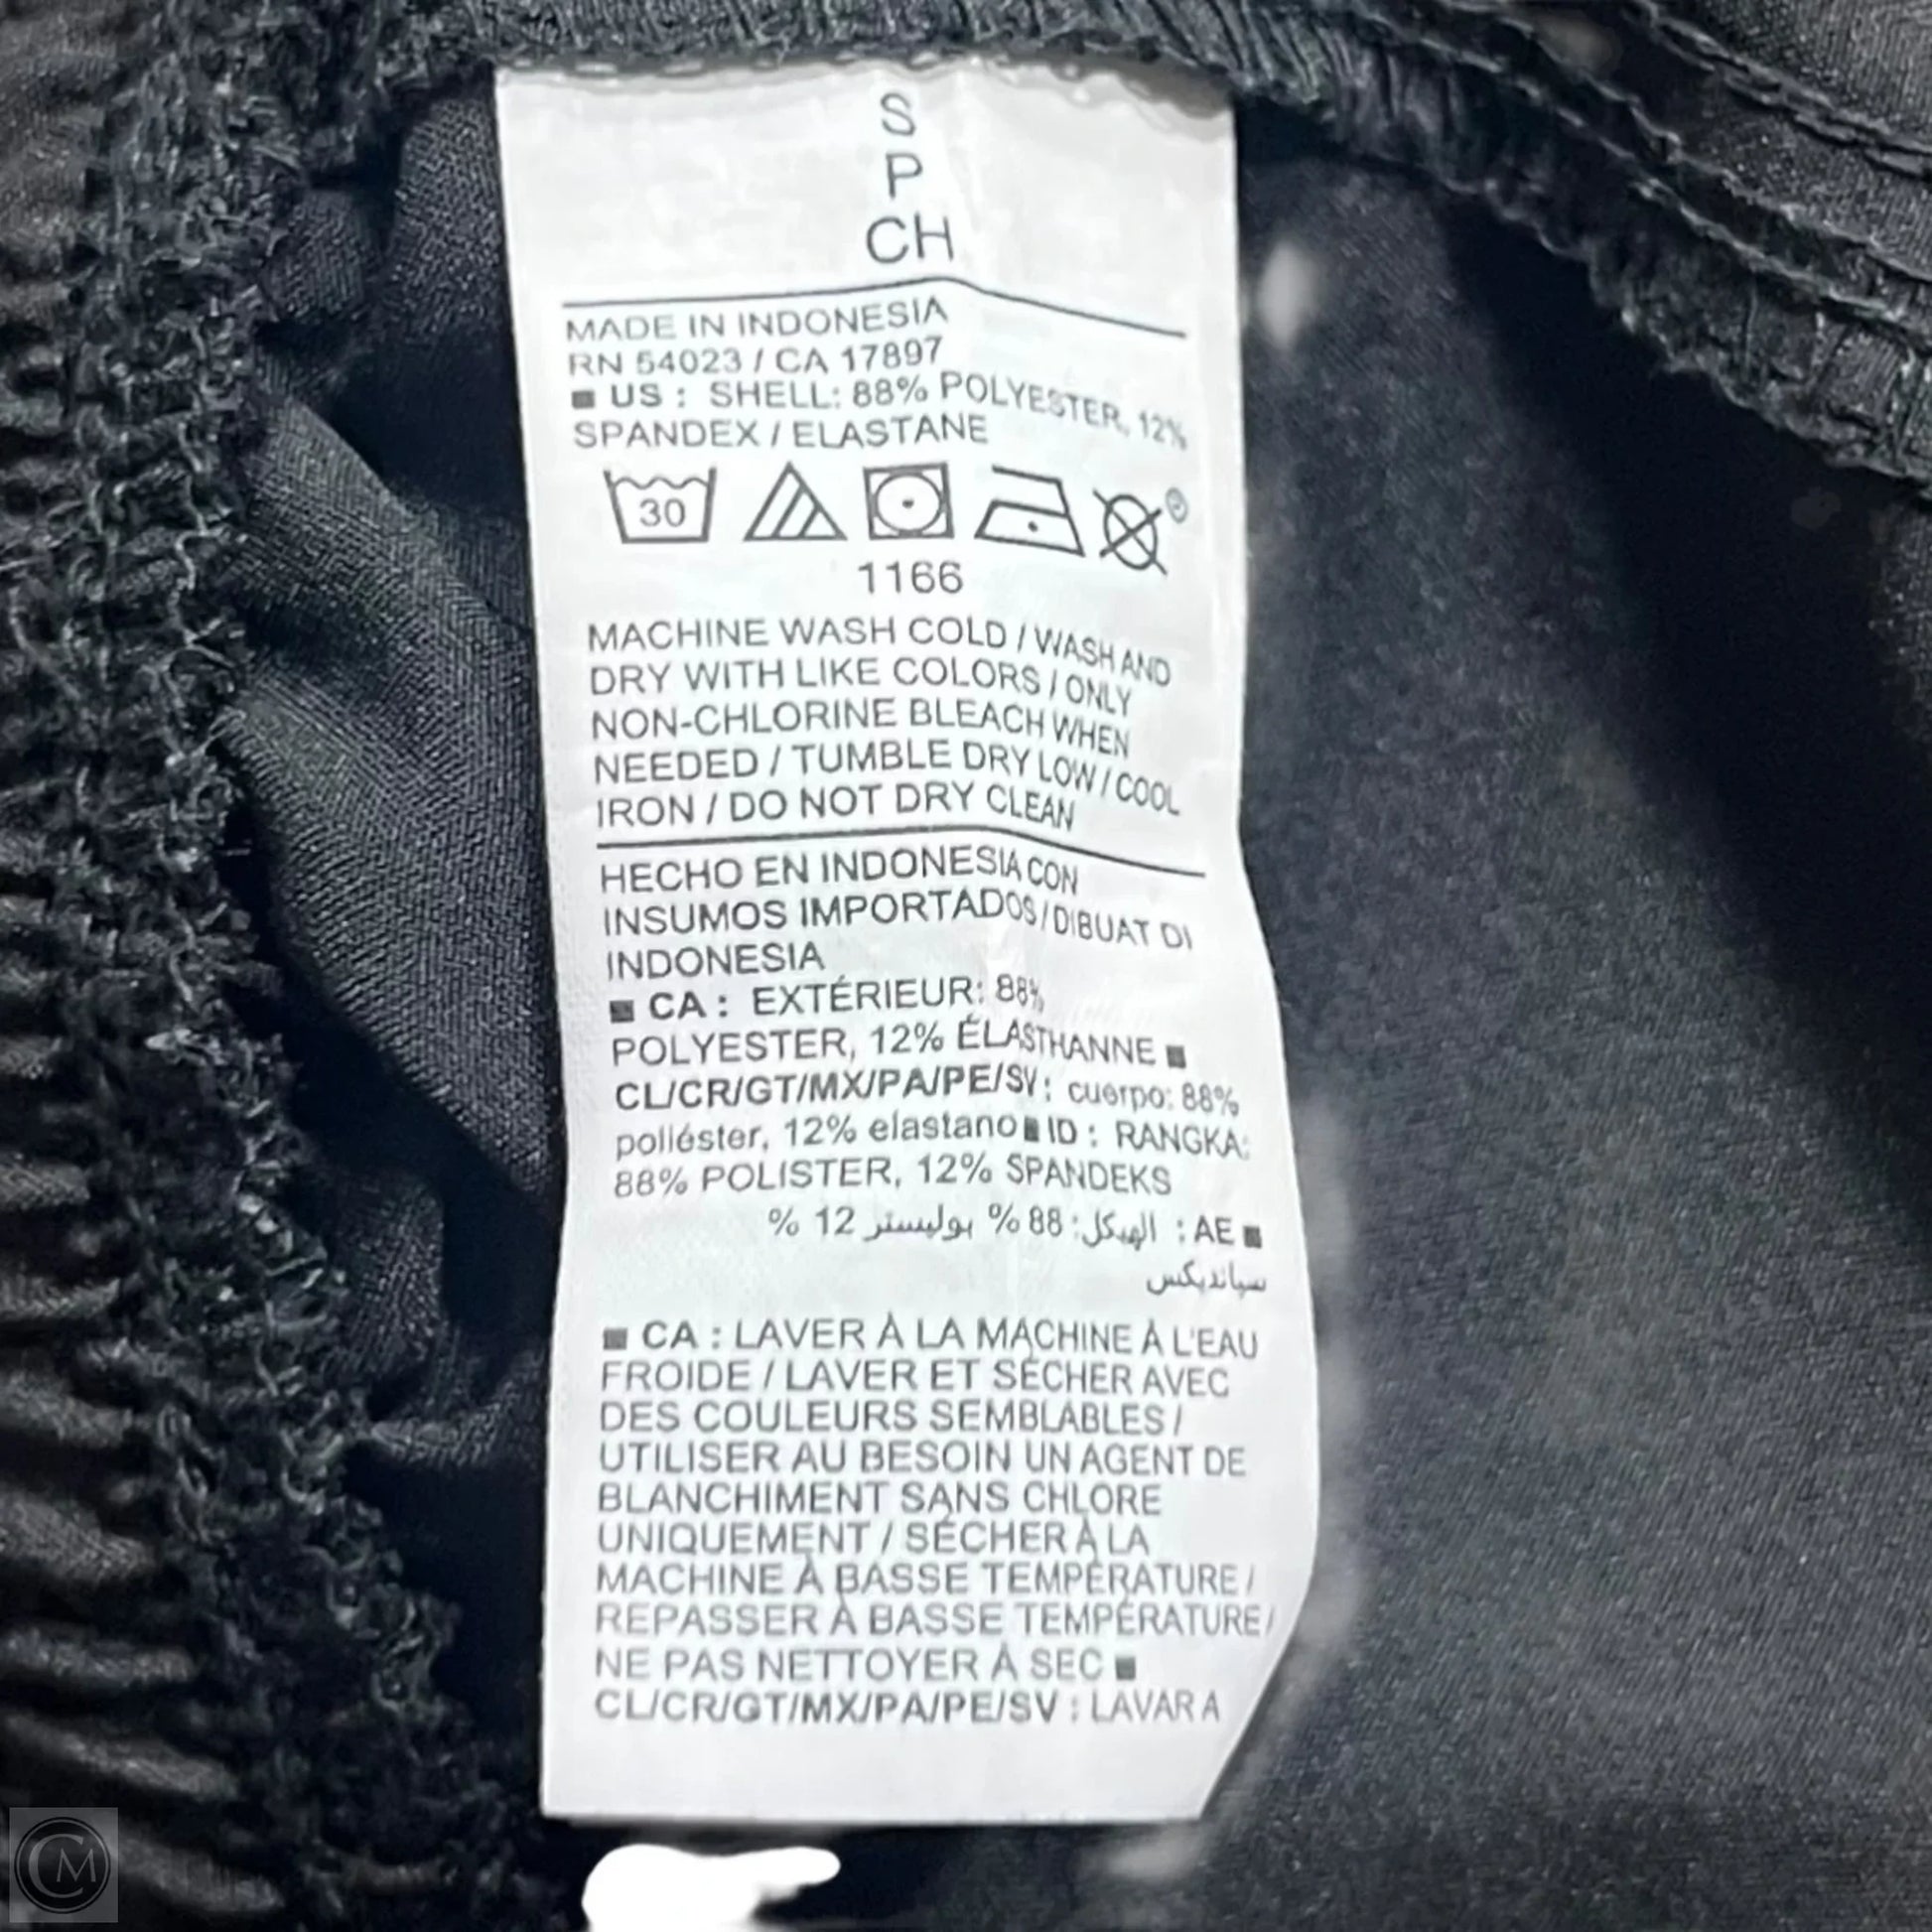 S
P
CH
MADE IN INDONESIA
RN 54023 / CA 17897
■ US : SHELL: 88% POLYESTER, 12%
SPANDEX / ELASTANE
30
P
1166
MACHINE WASH COLD / WASH AND
DRY WITH LIKE COLORS / ONLY
NON-CHLORINE BLEACH WHEN
NEEDED / TUMBLE DRY LOW / COOL
IRON / DO NOT DRY CLEAN
HECHO EN INDONESIA CON
INSUMOS IMPORTADOS / DIBUAT DI
INDONESIA
■ CA : EXTÉRIEUR: 88%
POLYESTER, 12% ÉLASTHANNE ■
CL/CR/GT/MX/PA/PE/SV : cuerpo: 88%
poliéster, 12% elastano ■ ID : RANGKA:
88% POLISTER, 12% SPANDEKS
■ AE : الهيكل: 88 % بوليستر 12 %
سبانديكس
■ CA : LAVER À LA MACHINE À L'EAU
FROIDE / LAVER ET SÉCHER AVEC
DES COULEURS SEMBLABLES /
UTILISER AU BESOIN UN AGENT DE
BLANCHIMENT SANS CHLORE
UNIQUEMENT / SÉCHER À LA
MACHINE À BASSE TEMPÉRATURE /
REPASSER À BASSE TEMPÉRATURE /
NE PAS NETTOYER À SEC ■
CL/CR/GT/MX/PA/PE/SV : LAVAR A
CM